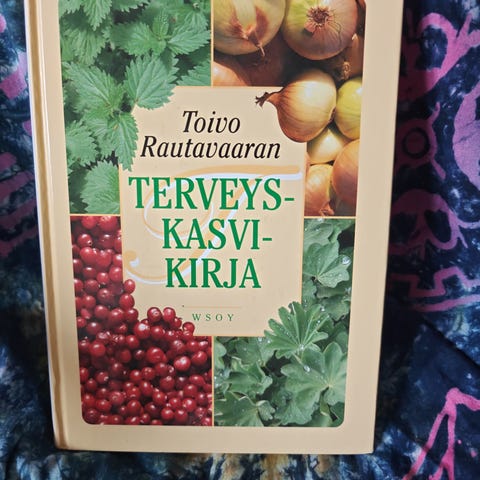 Toivo
Rautavaaran
TERVEYS-
KASVI-
KIRJA
WSOY